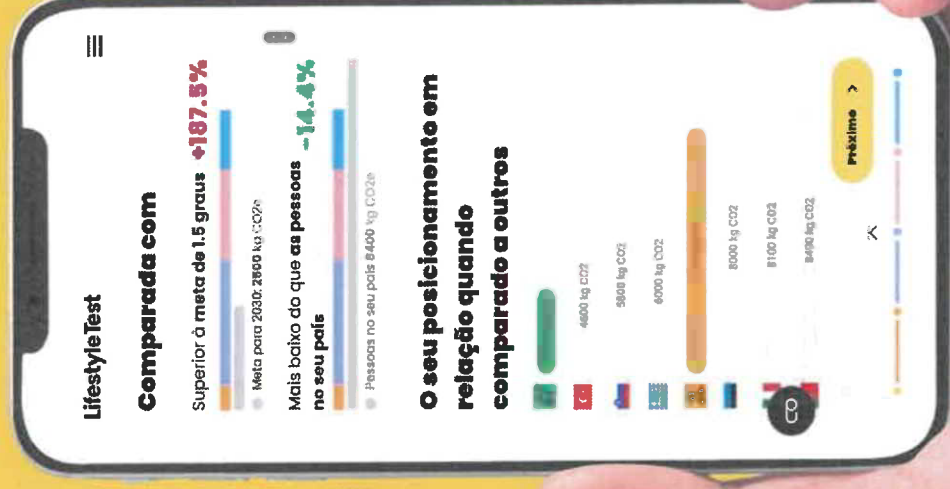 LifestyleTest
Comparada com
Superior à meta de 1.5 graus +187.5%
Meta para 2030: 2500 kg CO2e
Mais baixo do que as pessoas -14.4%
no seu país
Pessoas no seu país 8400 kg CO2e
O seu posicionamento em
relação quando
comparado a outros
4600 kg CO2
5800 kg CO2
6000 kg CO2
8000 kg CO2
8100 kg CO2
8400 kg CO2
Próximo >